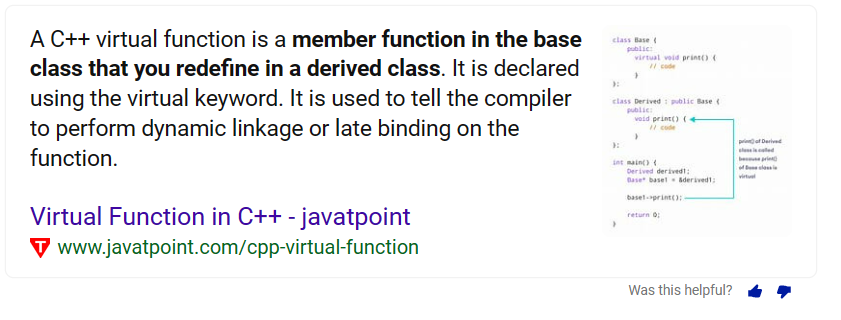 A C++ virtual function is a member function in the base
class that you redefine in a derived class. It is declared
using the virtual keyword. It is used to tell the compiler
to perform dynamic linkage or late binding on the
function.
Virtual Function in C++ - javatpoint
T www.javatpoint.com/cpp-virtual-function
class Base {
public:
virtual void print() {
// code
}
};
class Derived : public Base {
public:
void print() {
// code
}
};
print() of Derived
class is called
because print()
of Base class is
virtual
int main() {
Derived derived1;
Base* base1 = &derived1;
base1->print();
return 0;
}
Was this helpful?